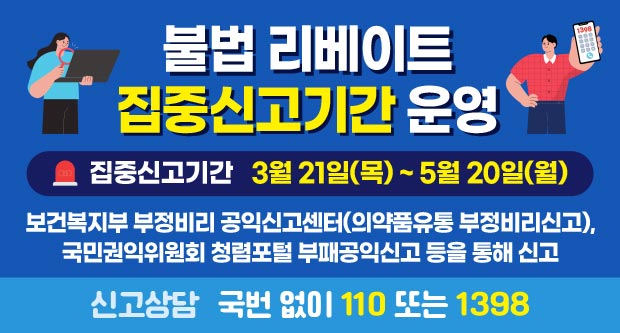 1398
불법 리베이트
집중신고기간 운영
집중신고기간 3월 21일(목) ~ 5월 20일(월)
보건복지부 부정비리 공익신고센터(의약품유통 부정비리신고),
국민권익위원회 청렴포털 부패공익신고 등을 통해 신고
신고상담 국번 없이 110 또는 1398